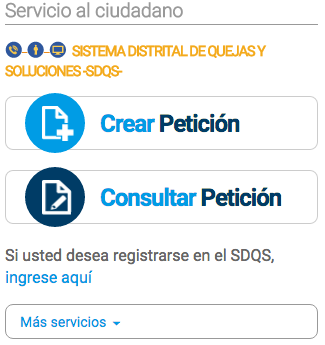 Servicio al ciudadano
SISTEMA DISTRITAL DE QUEJAS Y
SOLUCIONES -SDQS-
Crear Petición
Consultar Petición
Si usted desea registrarse en el SDQS,
ingrese aquí
Más servicios